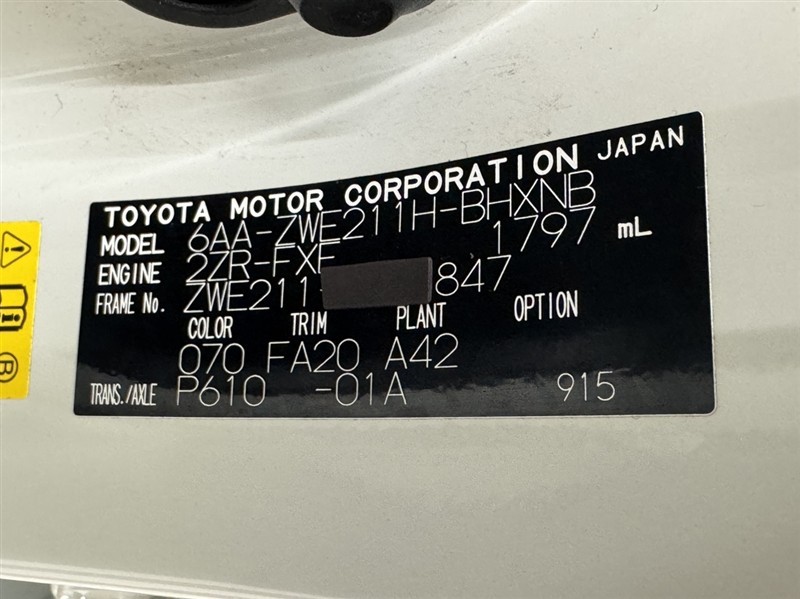 TOYOTA MOTOR CORPORATION JAPAN
MODEL 6AA-ZWE211H-BHXNB
ENGINE 2ZR-FXE 1797 mL
FRAME No. ZWE211 847
COLOR TRIM PLANT OPTION
070 FA20 A42
TRANS./AXLE P610 -01A 915
B